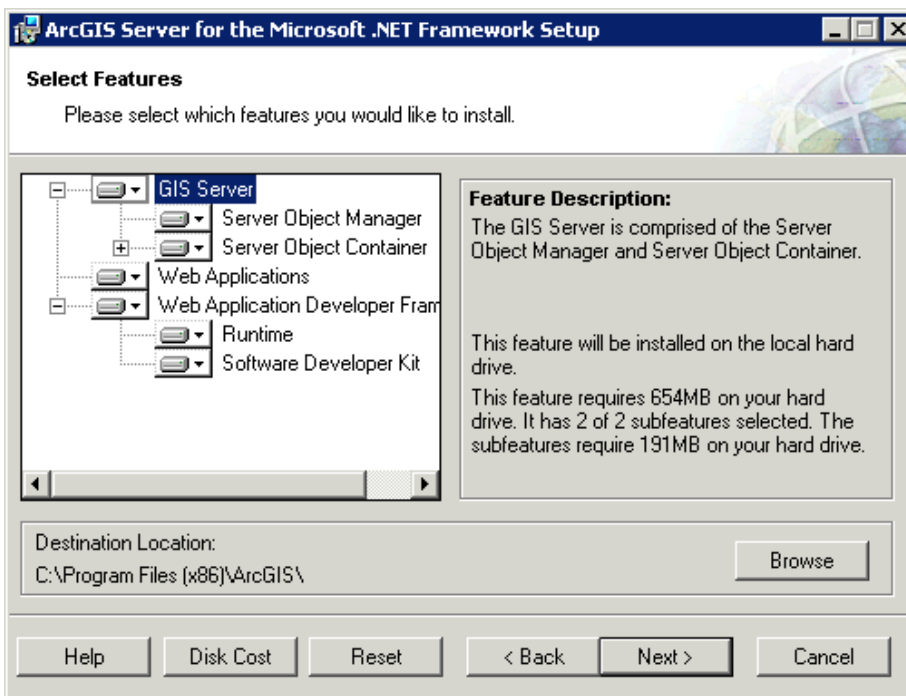 ArcGIS Server for the Microsoft .NET Framework Setup
Select Features
Please select which features you would like to install.
GIS Server
Server Object Manager
Server Object Container
Web Applications
Web Application Developer Fram
Runtime
Software Developer Kit
Feature Description:
The GIS Server is comprised of the Server
Object Manager and Server Object Container.
This feature will be installed on the local hard
drive.
This feature requires 654MB on your hard
drive. It has 2 of 2 subfeatures selected. The
subfeatures require 191MB on your hard drive.
Destination Location:
C:\Program Files (x86)\ArcGIS\
Browse
Help
Disk Cost
Reset
< Back
Next >
Cancel